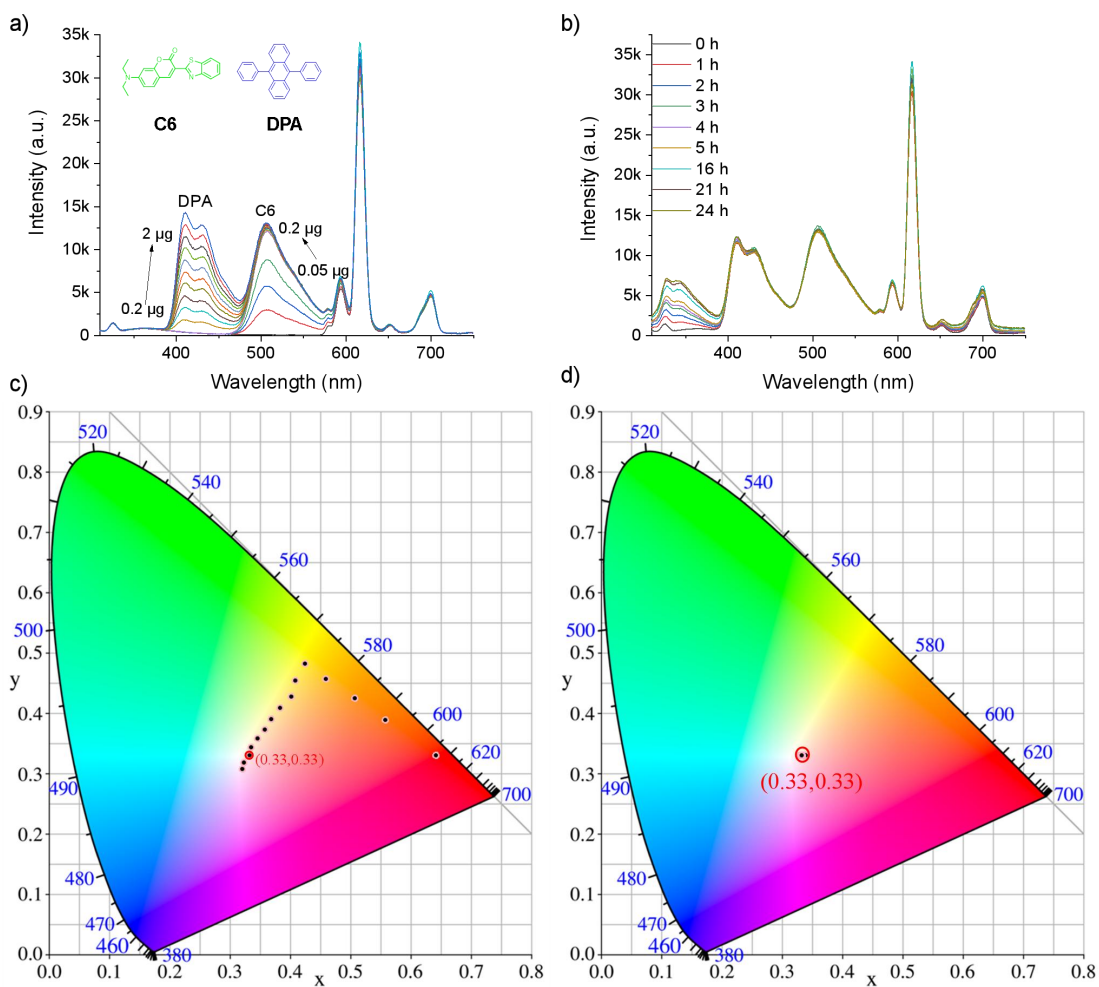 a)
35k
30k
25k
20k
15k
10k
5k
0
Intensity (a.u.)
O
O
S
N
N
C6
DPA
DPA
C6
2 µg
0.2 µg
0.2 µg
0.05 µg
400
500
600
700
Wavelength (nm)
b)
35k
30k
25k
20k
15k
10k
5k
0
Intensity (a.u.)
0 h
1 h
2 h
3 h
4 h
5 h
16 h
21 h
24 h
400
500
600
700
Wavelength (nm)
c)
0.9
0.8
0.7
0.6
0.5
0.4
0.3
0.2
0.1
0.0
y
520
540
560
580
600
620
700
500
490
480
470
460
380
(0.33,0.33)
0.0
0.1
0.2
0.3
0.4
0.5
0.6
0.7
0.8
x
d)
0.9
0.8
0.7
0.6
0.5
0.4
0.3
0.2
0.1
0.0
y
520
540
560
580
600
620
700
500
490
480
470
460
380
(0.33,0.33)
0.0
0.1
0.2
0.3
0.4
0.5
0.6
0.7
0.8
x